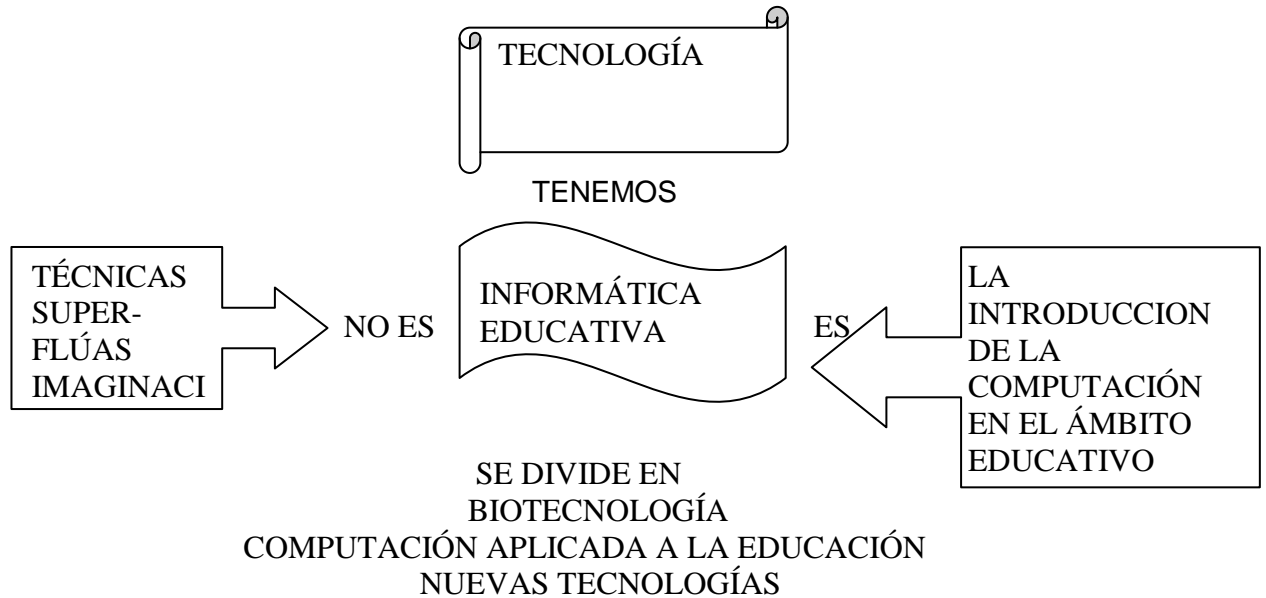 TECNOLOGÍA
TENEMOS
TÉCNICAS
SUPER-
FLÚAS
IMAGINACI
NO ES
INFORMÁTICA
EDUCATIVA
ES
LA
INTRODUCCION
DE LA
COMPUTACIÓN
EN EL ÁMBITO
EDUCATIVO
SE DIVIDE EN
BIOTECNOLOGÍA
COMPUTACIÓN APLICADA A LA EDUCACIÓN
NUEVAS TECNOLOGÍAS